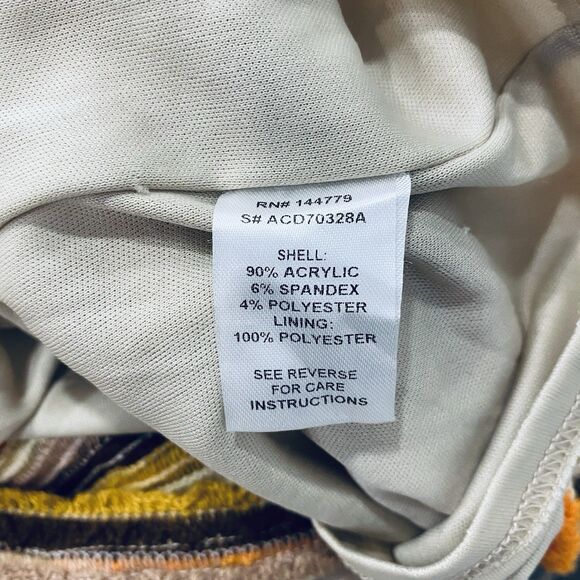 RN# 144779
S# ACD70328A
SHELL:
90% ACRYLIC
6% SPANDEX
4% POLYESTER
LINING:
100% POLYESTER
SEE REVERSE
FOR CARE
INSTRUCTIONS